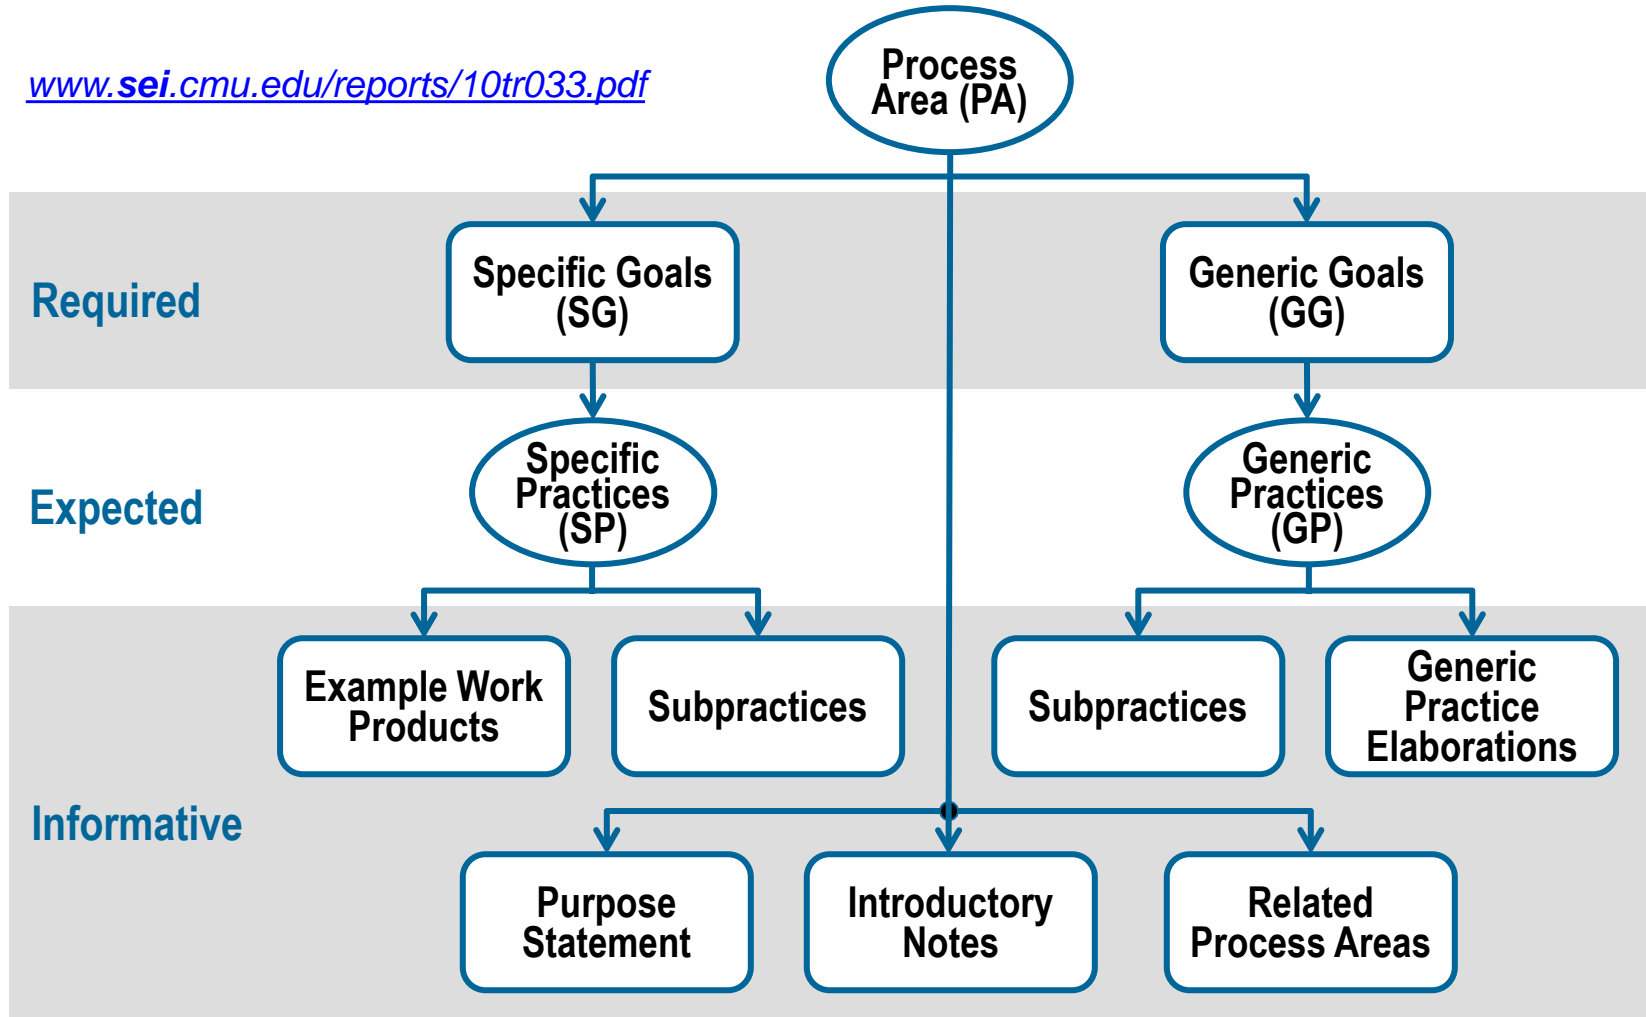 www.sei.cmu.edu/reports/10tr033.pdf
Process
Area (PA)
Required
Specific Goals
(SG)
Generic Goals
(GG)
Expected
Specific
Practices
(SP)
Generic
Practices
(GP)
Informative
Example Work
Products
Subpractices
Subpractices
Generic
Practice
Elaborations
Purpose
Statement
Introductory
Notes
Related
Process Areas